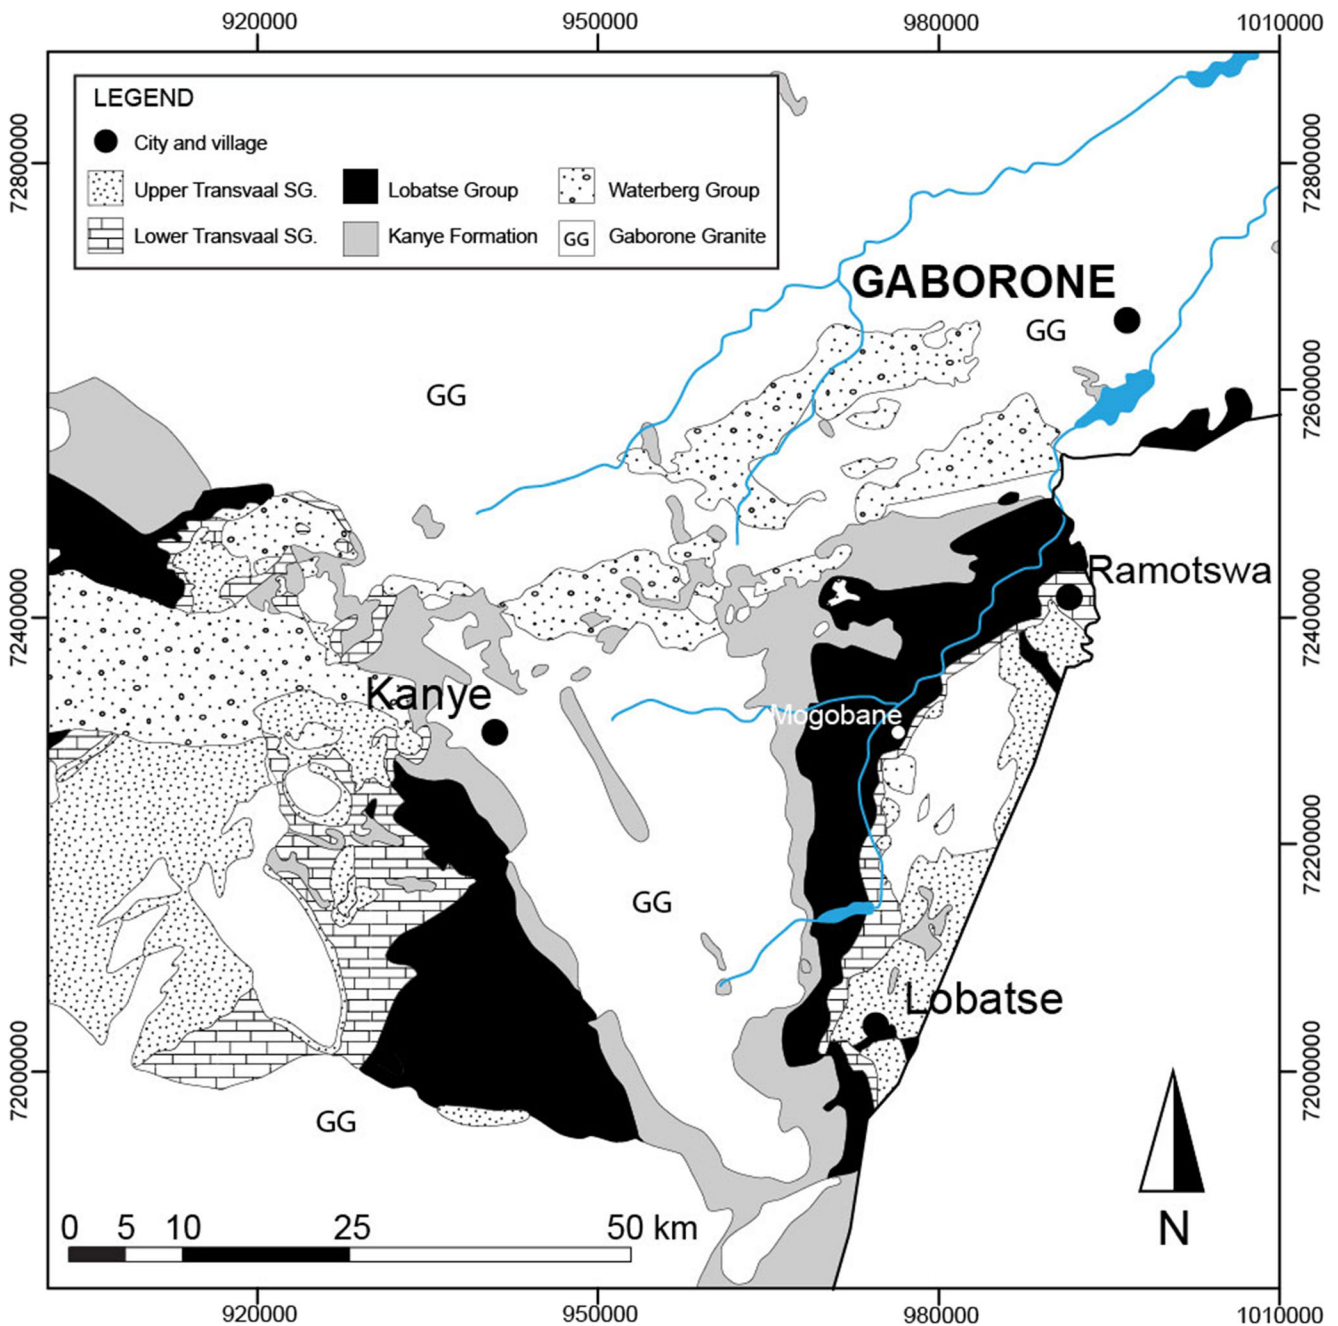 920000 950000 980000 1010000
LEGEND
City and village
Upper Transvaal SG. Lobatse Group Waterberg Group
Lower Transvaal SG. Kanye Formation GG Gaborone Granite
7280000 7280000
GABORONE
GG
GG
7260000 7260000
Ramotswa
7240000 7240000
Kanye
Mogobane
7220000 7220000
GG
Lobatse
7200000 7200000
GG
0 5 10 25 50 km
N
920000 950000 980000 1010000